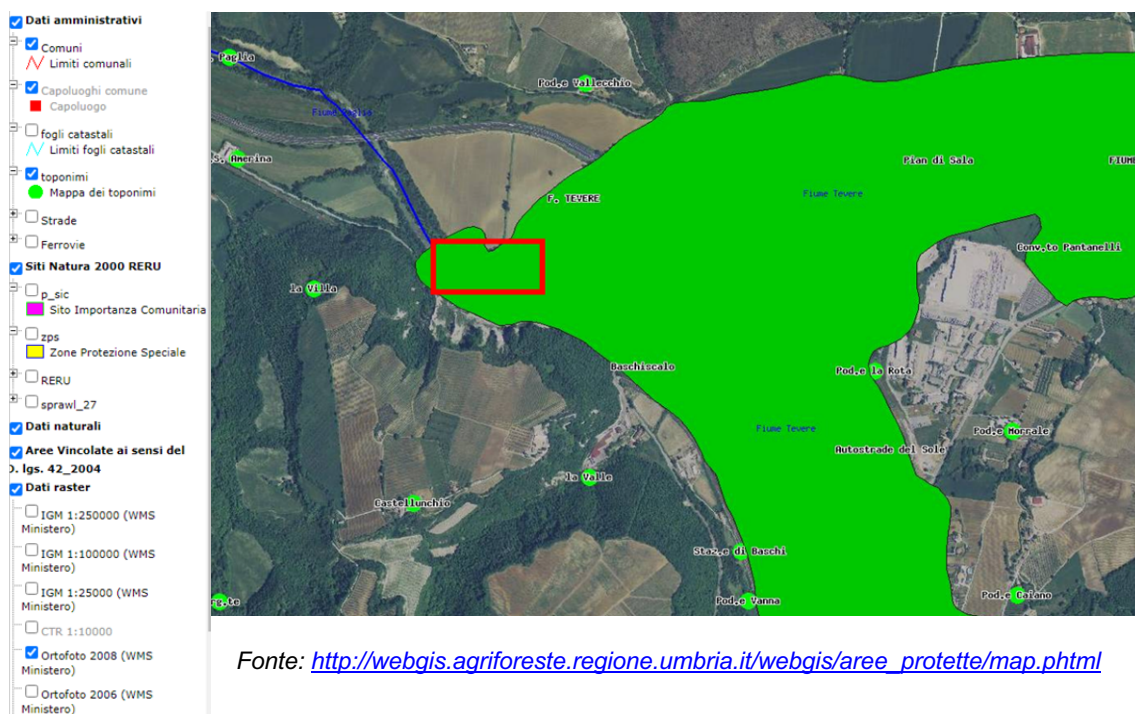 Dati amministrativi
Comuni
Limiti comunali
Capoluoghi comune
Capoluogo
fogli catastali
Limiti fogli catastali
toponimi
Mappa dei toponimi
Strade
Ferrovie
Siti Natura 2000 RERU
p_sic
Sito Importanza Comunitaria
zps
Zone Protezione Speciale
RERU
sprawl_27
Dati naturali
Aree Vincolate ai sensi del
D. lgs. 42_2004
Dati raster
IGM 1:250000 (WMS
Ministero)
IGM 1:100000 (WMS
Ministero)
IGM 1:25000 (WMS
Ministero)
CTR 1:10000
Ortofoto 2008 (WMS
Ministero)
Ortofoto 2006 (WMS
Ministero)
Paglia
Pod.e Vallecchio
Fiume Paglia
Amerina
Pian di Sala
FIUME
F. TEVERE
Fiume Tevere
Conv.to Pantanelli
la Villa
Baschiscalo
Pod.e la Rota
Fiume Tevere
Pod.e Morrale
Autostrade del Sole
la Valle
Castellunchio
Staz.e di Baschi
Pod.e Vanna
Pod.e Caiano
Fonte: http://webgis.agriforeste.regione.umbria.it/webgis/aree_protette/map.phtml